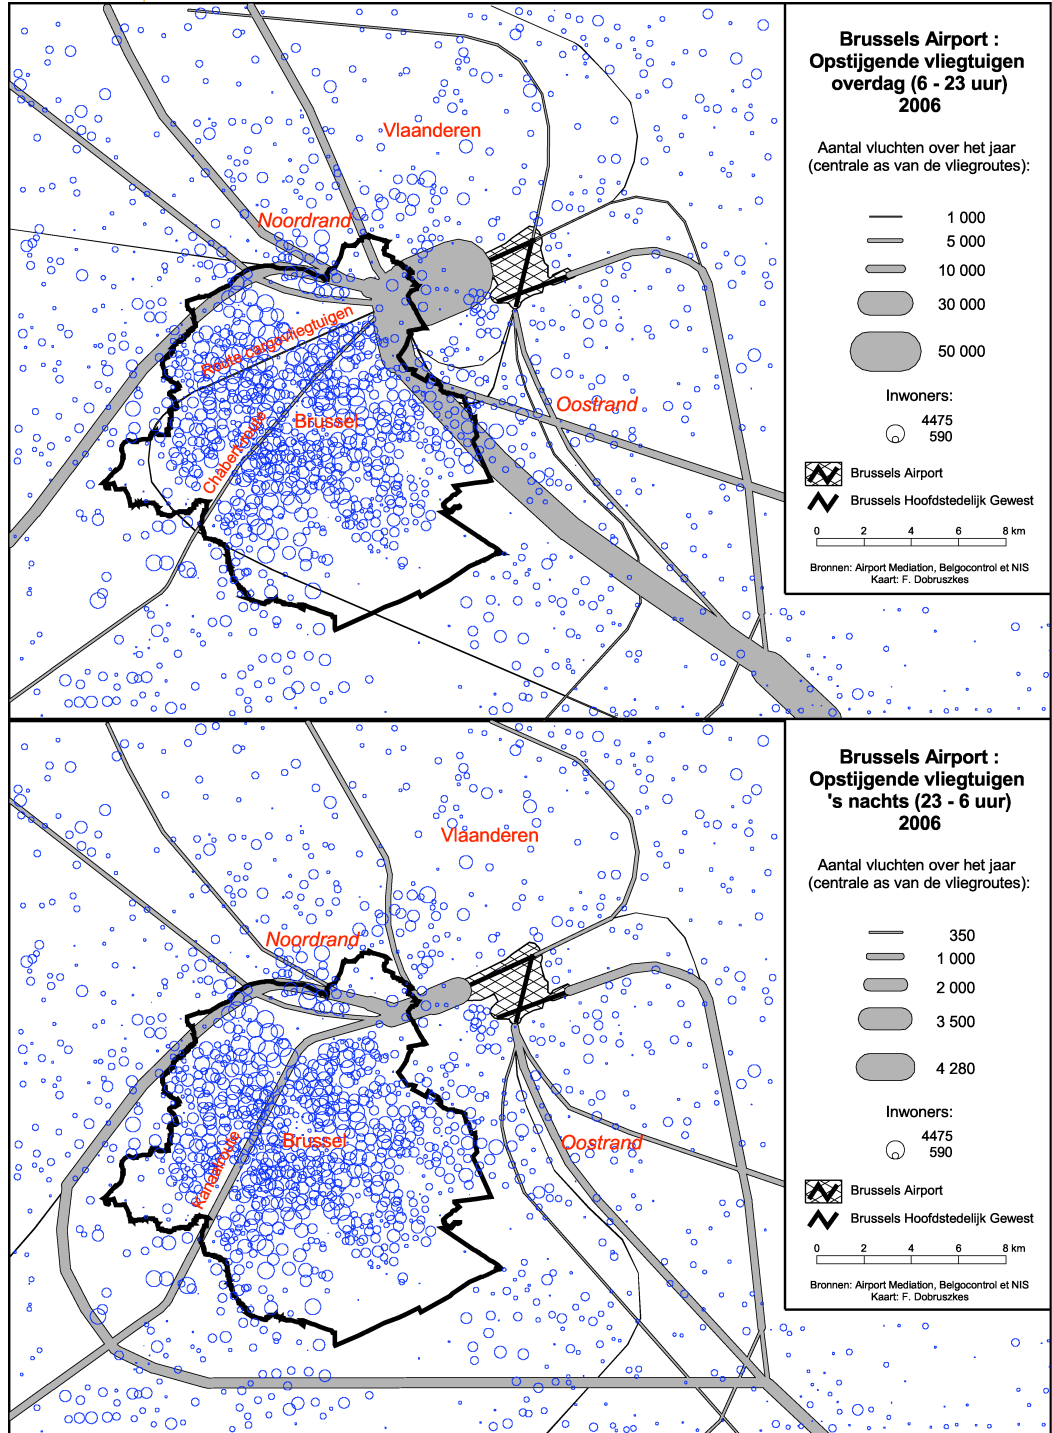 Brussels Airport :
Opstijgende vliegtuigen
overdag (6 - 23 uur)
2006
Aantal vluchten over het jaar
(centrale as van de vliegroutes):
1 000
5 000
10 000
30 000
50 000
Inwoners:
4475
590
Brussels Airport
Brussels Hoofdstedelijk Gewest
0 2 4 6 8 km
Bronnen: Airport Mediation, Belgocontrol et NIS
Kaart: F. Dobruszkes
Vlaanderen
Noordrand
Route cargo-vliegtuigen
Oostrand
Brussel
Chabert-route
Brussels Airport :
Opstijgende vliegtuigen
's nachts (23 - 6 uur)
2006
Aantal vluchten over het jaar
(centrale as van de vliegroutes):
350
1 000
2 000
3 500
4 280
Inwoners:
4475
590
Brussels Airport
Brussels Hoofdstedelijk Gewest
0 2 4 6 8 km
Bronnen: Airport Mediation, Belgocontrol et NIS
Kaart: F. Dobruszkes
Vlaanderen
Noordrand
Brussel
Oostrand
Kanaalroute